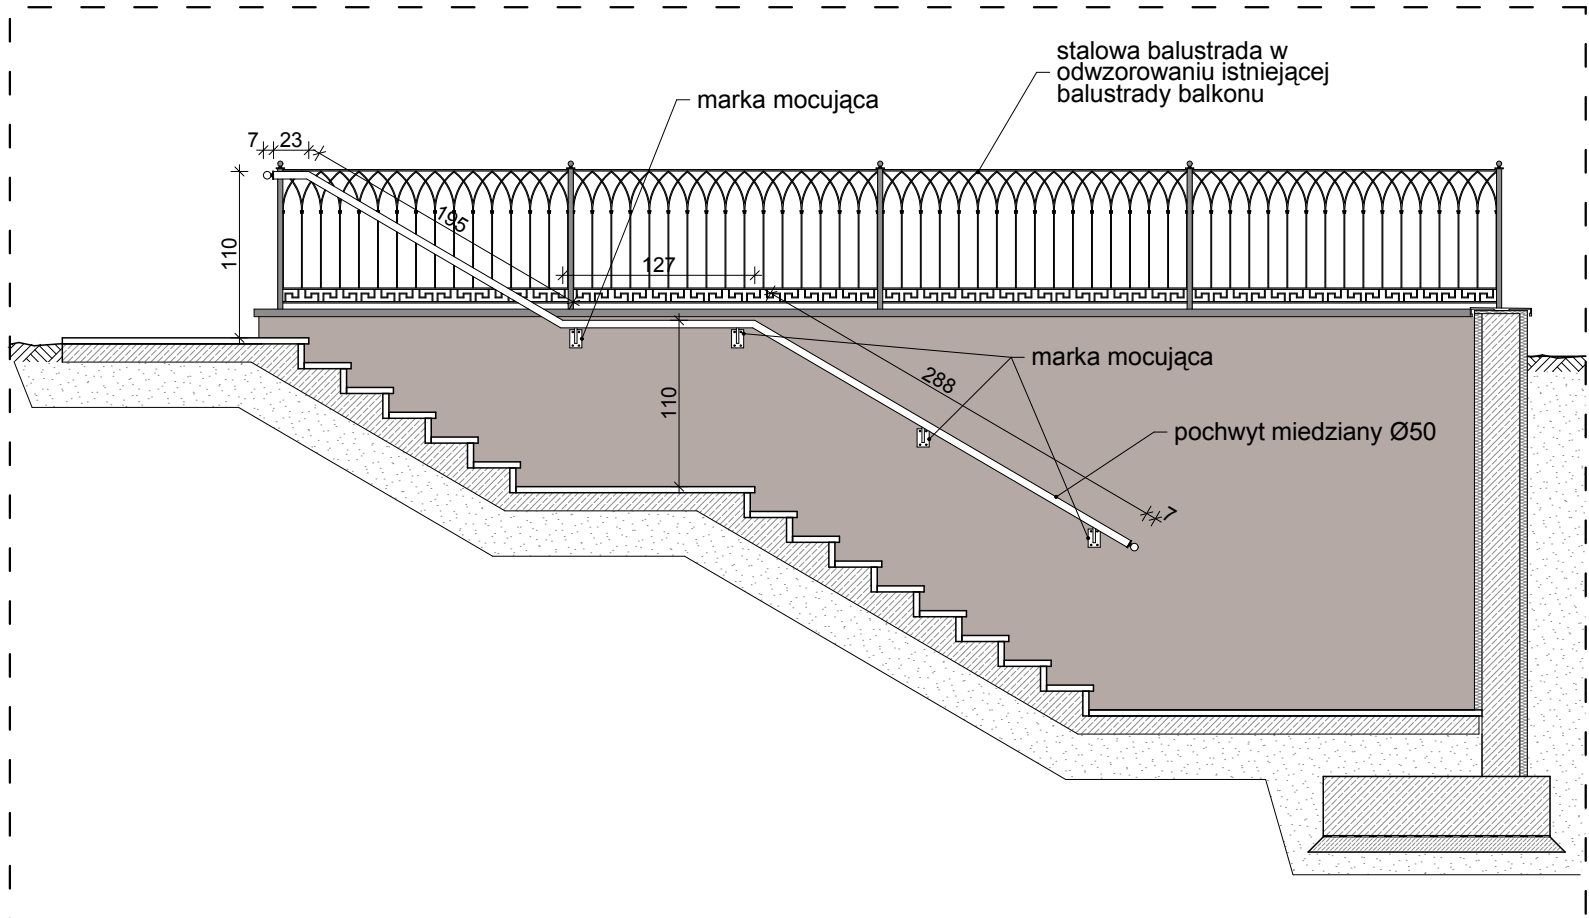 stalowa balustrada w
odwzorowaniu istniejącej
balustrady balkonu
marka mocująca
7 23
195
110
127
110
288
marka mocująca
pochwyt miedziany Ø50
7